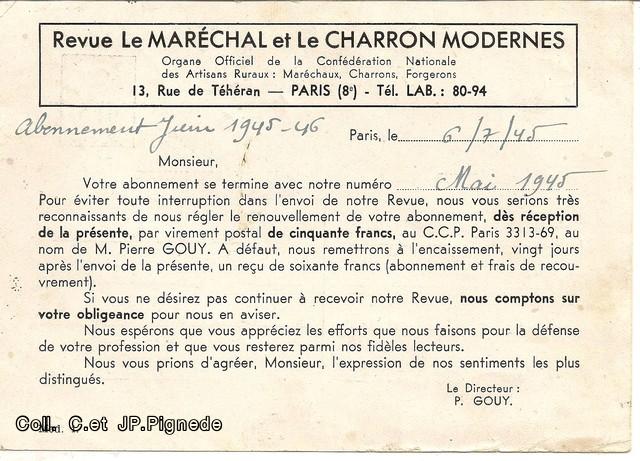 Revue Le MARÉCHAL et Le CHARRON MODERNES
Organe Officiel de la Confédération Nationale
des Artisans Ruraux : Maréchaux, Charrons, Forgerons
13, Rue de Téhéran — PARIS (8e) - Tél. LAB. : 80-94
Abonnement Juin 1945-46
Paris, le 6/7/45
Monsieur,
Votre abonnement se termine avec notre numéro Mai 1945
Pour éviter toute interruption dans l'envoi de notre Revue, nous vous serions très
reconnaissants de nous régler le renouvellement de votre abonnement, dès réception
de la présente, par virement postal de cinquante francs, au C.C.P. Paris 3313-69, au
nom de M. Pierre GOUY. A défaut, nous remettrons à l'encaissement, vingt jours
après l'envoi de la présente, un reçu de soixante francs (abonnement et frais de recou-
vrement).
Si vous ne désirez pas continuer à recevoir notre Revue, nous comptons sur
votre obligeance pour nous en aviser.
Nous espérons que vous appréciez les efforts que nous faisons pour la défense
de votre profession et que vous resterez parmi nos fidèles lecteurs.
Nous vous prions d'agréer, Monsieur, l'expression de nos sentiments les plus
distingués.
Le Directeur :
P. GOUY.
Coll. C.et JP.Pignede